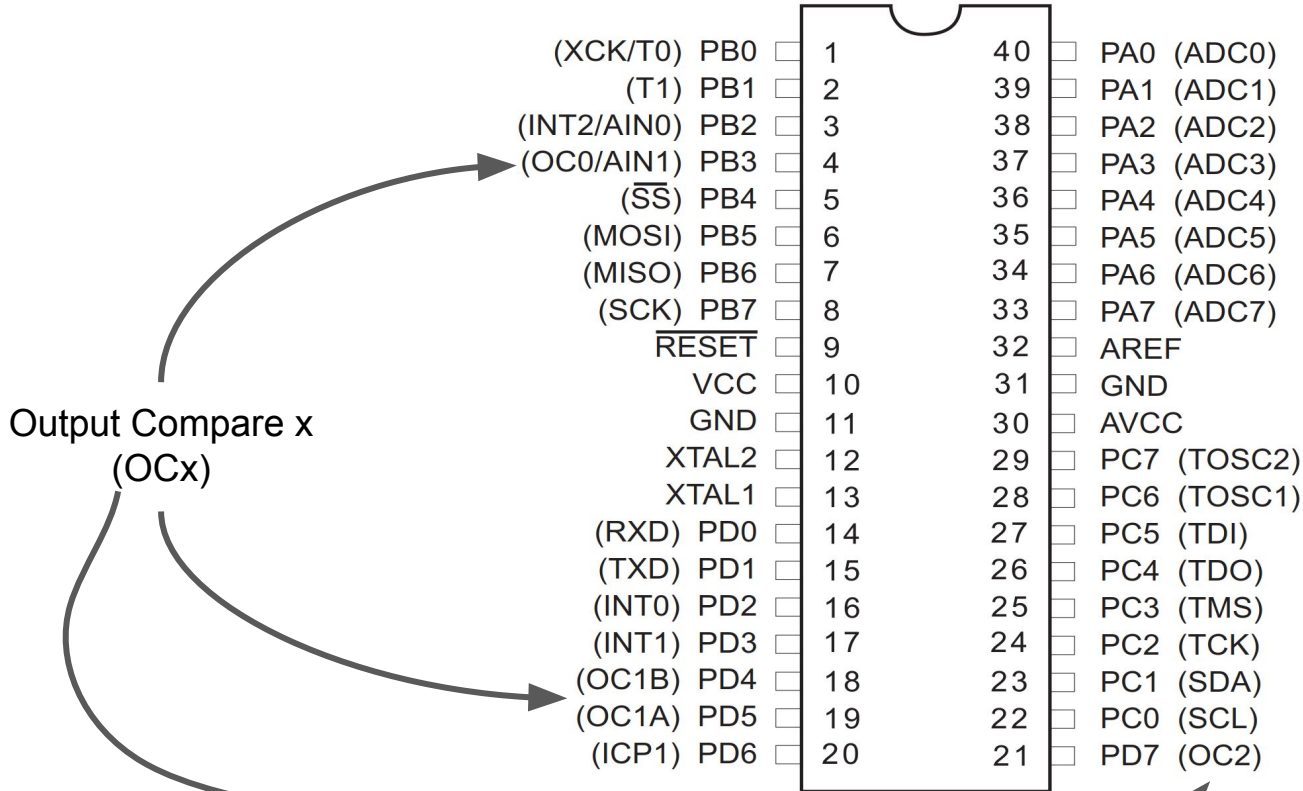 (XCK/T0) PB0 1 40 PA0 (ADC0)
(T1) PB1 2 39 PA1 (ADC1)
(INT2/AIN0) PB2 3 38 PA2 (ADC2)
(OC0/AIN1) PB3 4 37 PA3 (ADC3)
(SS) PB4 5 36 PA4 (ADC4)
(MOSI) PB5 6 35 PA5 (ADC5)
(MISO) PB6 7 34 PA6 (ADC6)
(SCK) PB7 8 33 PA7 (ADC7)
RESET 9 32 AREF
VCC 10 31 GND
GND 11 30 AVCC
XTAL2 12 29 PC7 (TOSC2)
XTAL1 13 28 PC6 (TOSC1)
(RXD) PD0 14 27 PC5 (TDI)
(TXD) PD1 15 26 PC4 (TDO)
(INT0) PD2 16 25 PC3 (TMS)
(INT1) PD3 17 24 PC2 (TCK)
(OC1B) PD4 18 23 PC1 (SDA)
(OC1A) PD5 19 22 PC0 (SCL)
(ICP1) PD6 20 21 PD7 (OC2)
Output Compare x
(OCx)